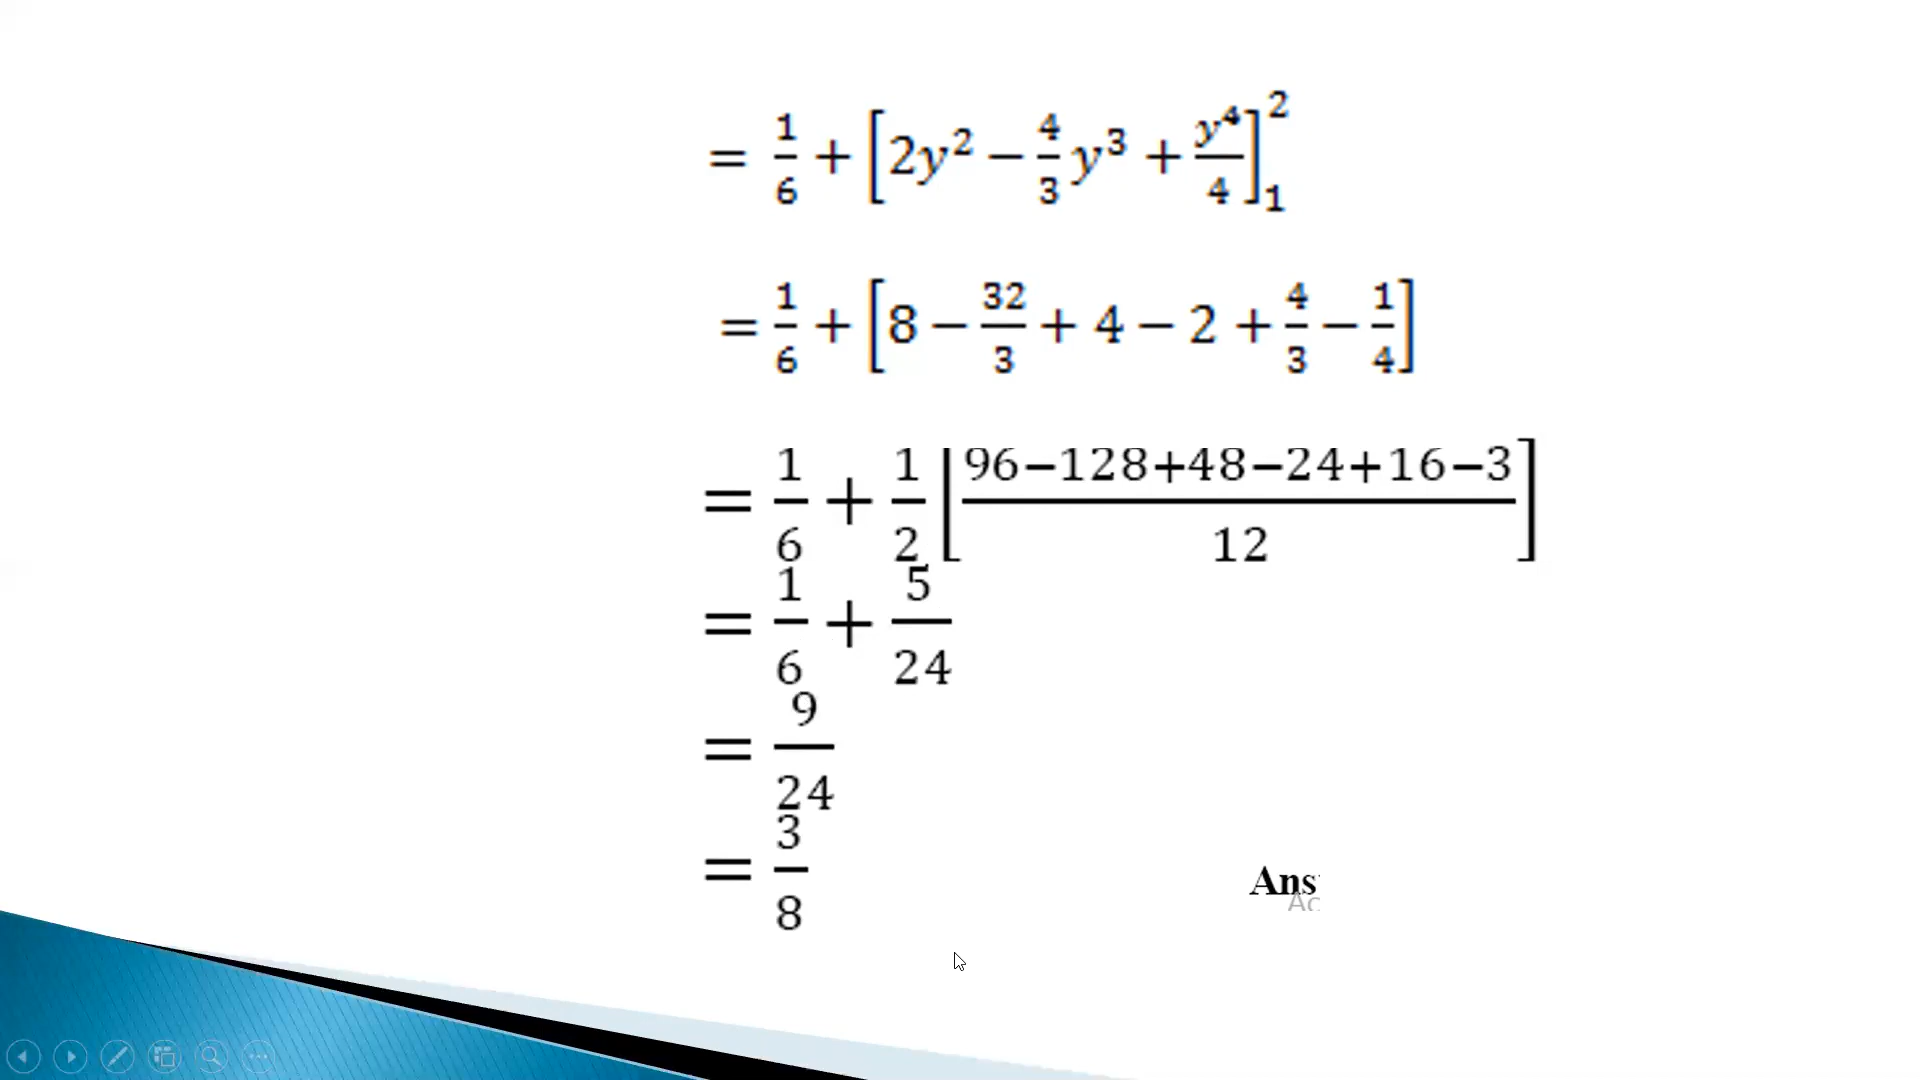 = 1/6 + [2y² − 4/3 y³ + y⁴/4]₁²
= 1/6 + [8 − 32/3 + 4 − 2 + 4/3 − 1/4]
= 1/6 + 1/2 [96−128+48−24+16−3 / 12]
= 1/6 + 5/24
= 9/24
= 3/8
Ans